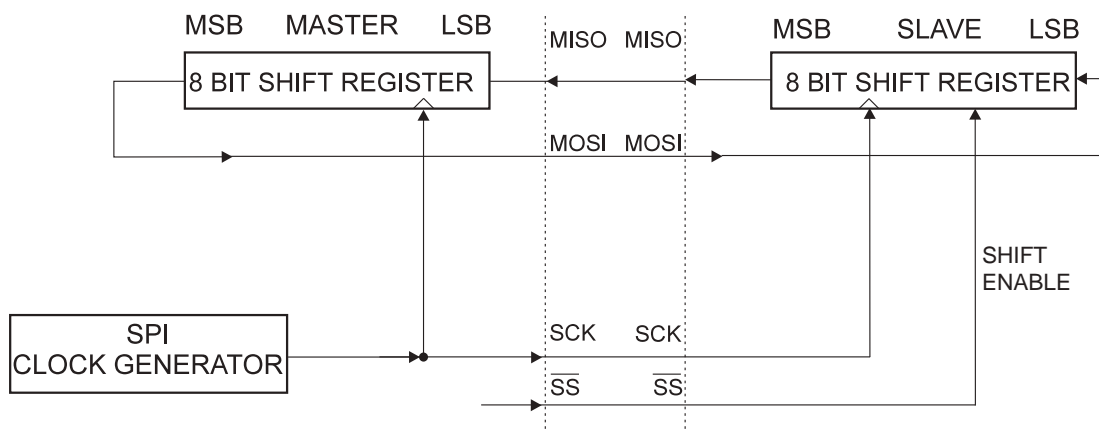 MSB MASTER LSB MISO MISO MSB SLAVE LSB
8 BIT SHIFT REGISTER 8 BIT SHIFT REGISTER
MOSI MOSI
SHIFT
ENABLE
SPI
CLOCK GENERATOR
SCK SCK
SS SS